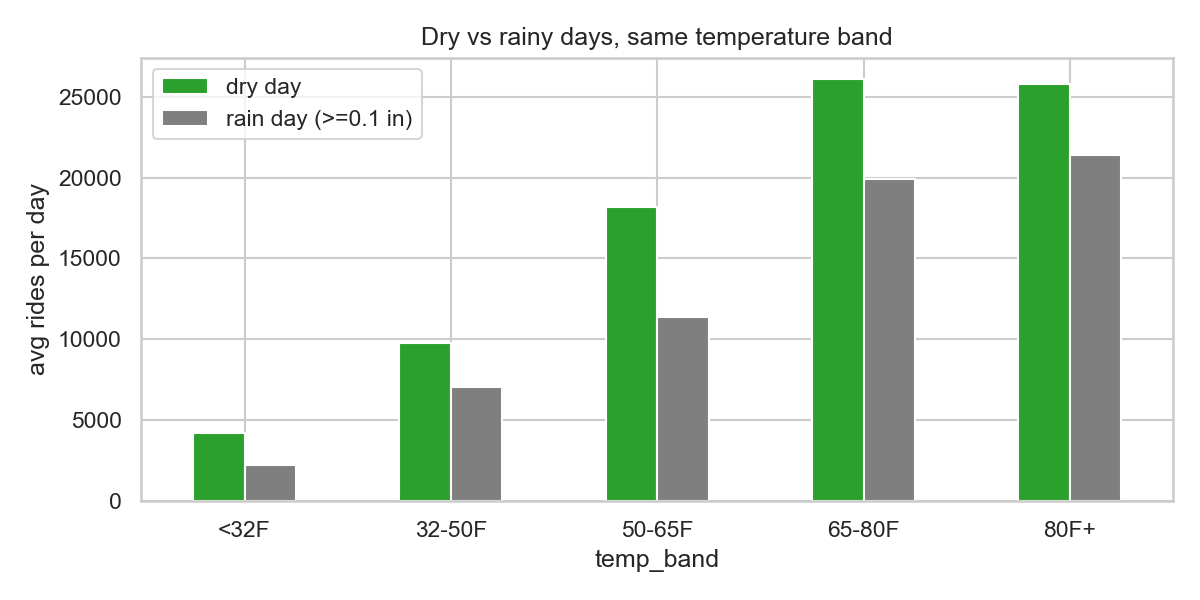 Dry vs rainy days, same temperature band
dry day
rain day (>=0.1 in)
avg rides per day
25000
20000
15000
10000
5000
0
<32F
32-50F
50-65F
65-80F
80F+
temp_band